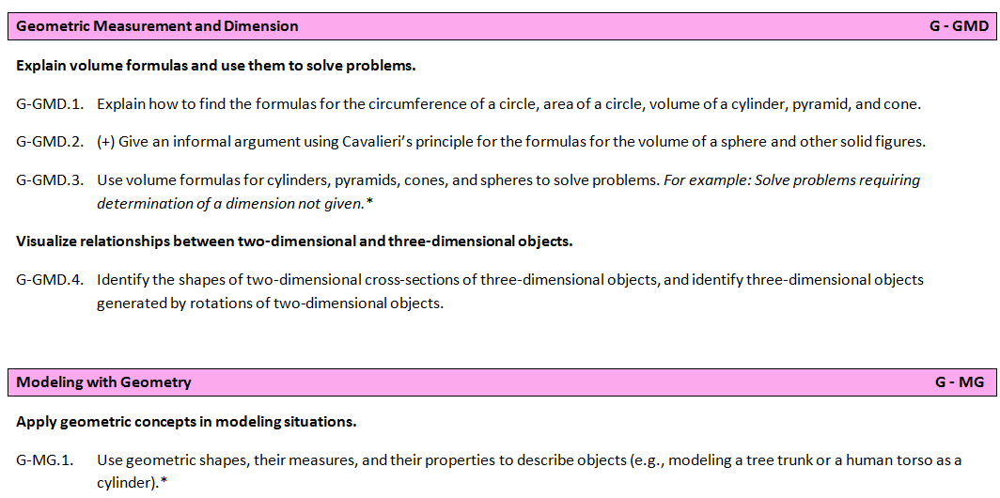 Geometric Measurement and Dimension G - GMD
Explain volume formulas and use them to solve problems.
G-GMD.1. Explain how to find the formulas for the circumference of a circle, area of a circle, volume of a cylinder, pyramid, and cone.
G-GMD.2. (+) Give an informal argument using Cavalieri's principle for the formulas for the volume of a sphere and other solid figures.
G-GMD.3. Use volume formulas for cylinders, pyramids, cones, and spheres to solve problems. For example: Solve problems requiring
determination of a dimension not given.*
Visualize relationships between two-dimensional and three-dimensional objects.
G-GMD.4. Identify the shapes of two-dimensional cross-sections of three-dimensional objects, and identify three-dimensional objects
generated by rotations of two-dimensional objects.
Modeling with Geometry G - MG
Apply geometric concepts in modeling situations.
G-MG.1. Use geometric shapes, their measures, and their properties to describe objects (e.g., modeling a tree trunk or a human torso as a
cylinder).*